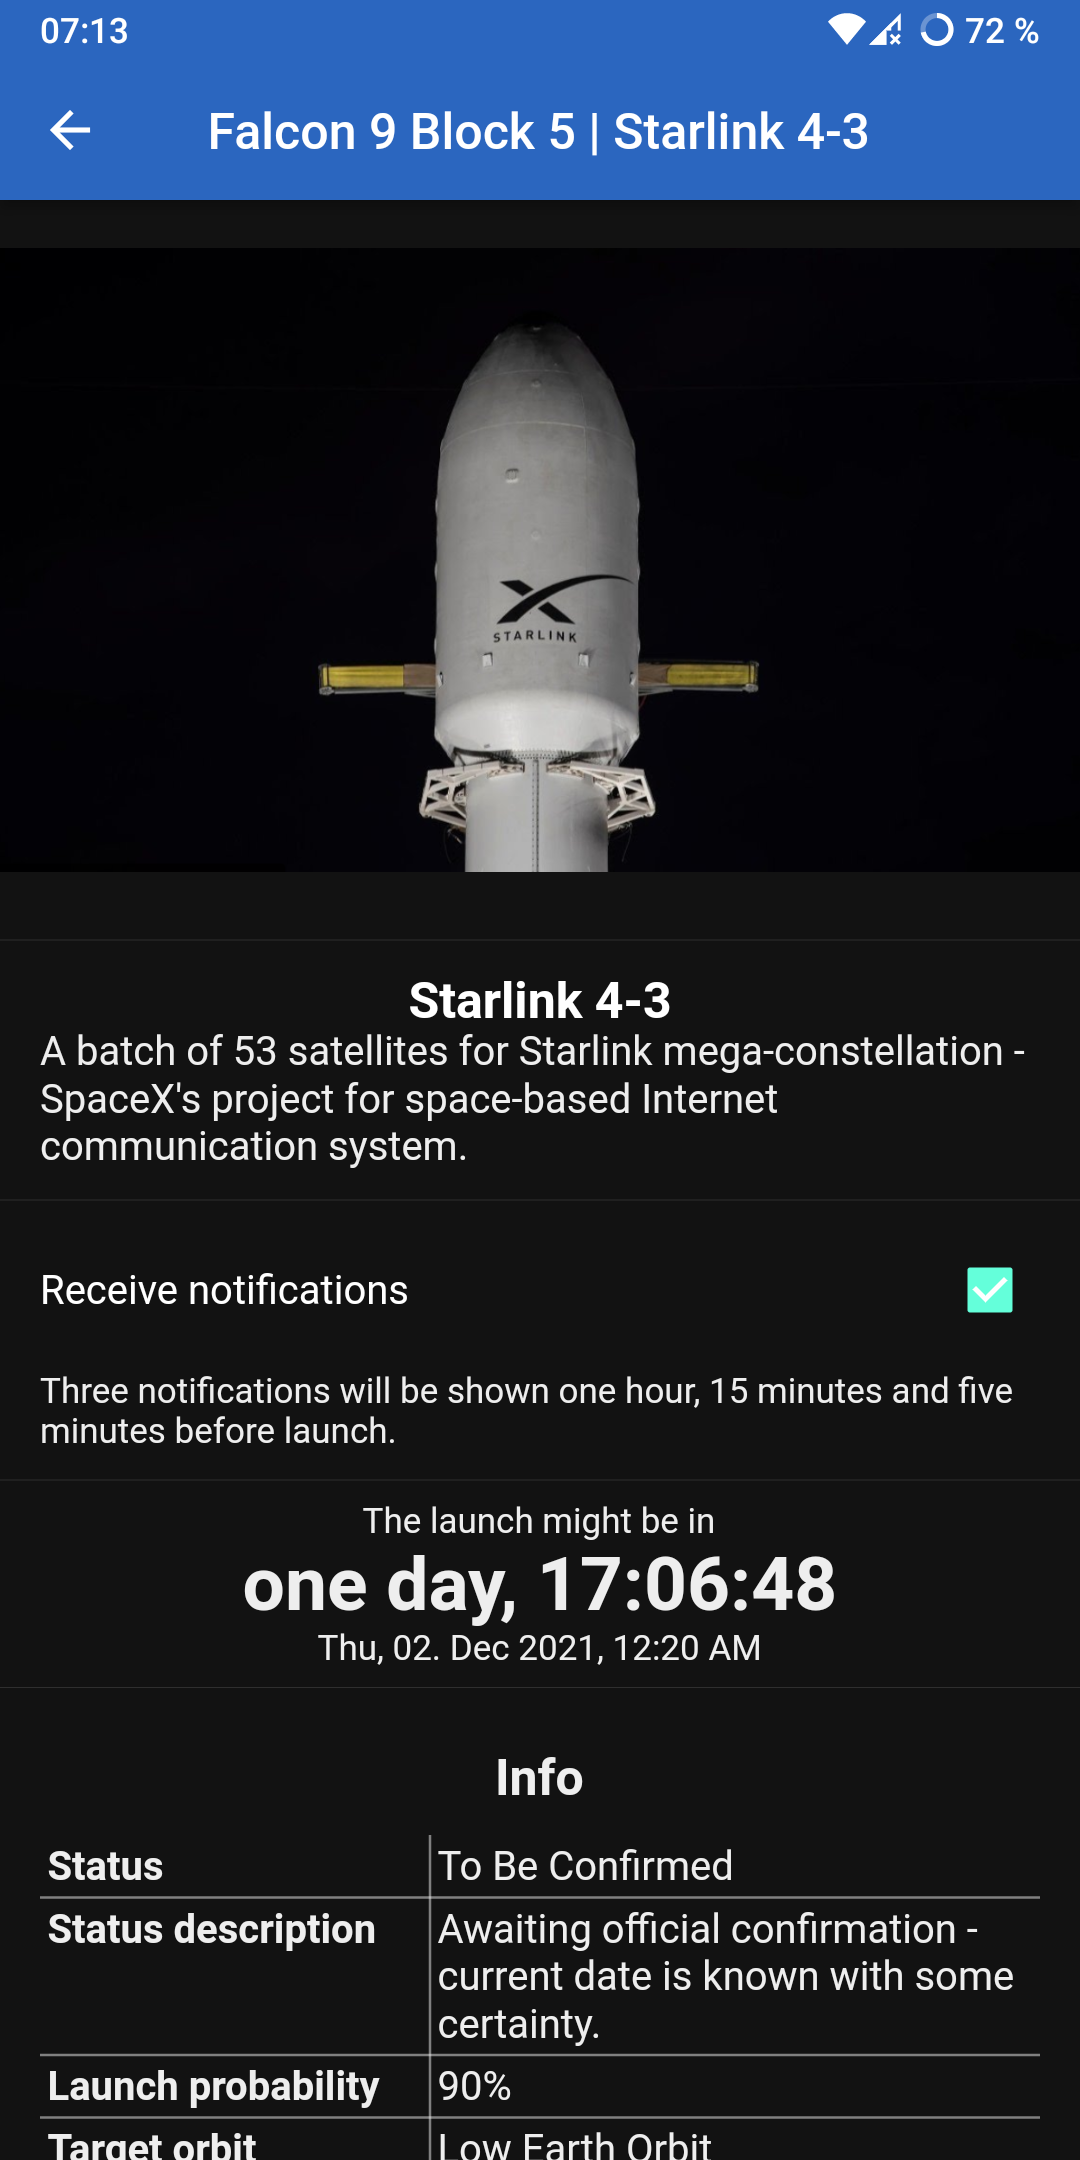 07:13
72 %
Falcon 9 Block 5 | Starlink 4-3
STARLINK
Starlink 4-3
A batch of 53 satellites for Starlink mega-constellation -
SpaceX's project for space-based Internet
communication system.
Receive notifications
Three notifications will be shown one hour, 15 minutes and five
minutes before launch.
The launch might be in
one day, 17:06:48
Thu, 02. Dec 2021, 12:20 AM
Info
Status To Be Confirmed
Status description Awaiting official confirmation -
current date is known with some
certainty.
Launch probability 90%
Target orbit Low Earth Orbit